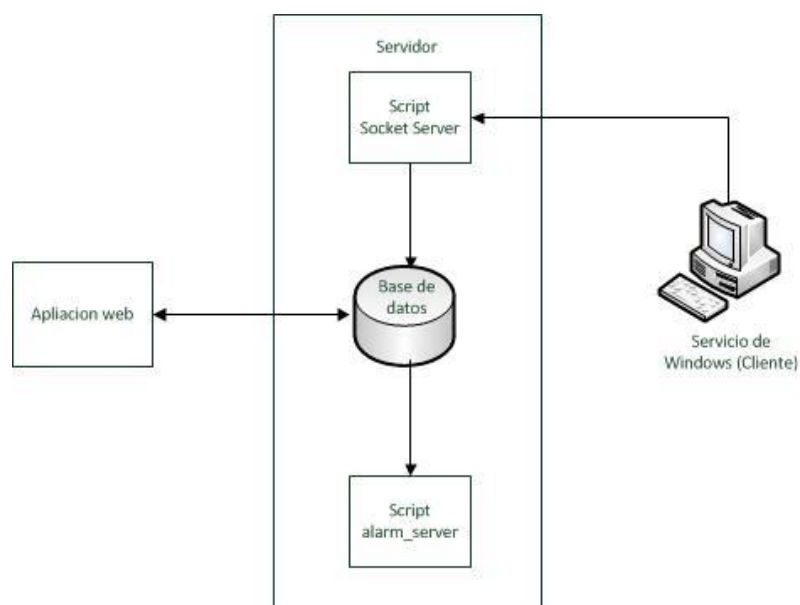 Servidor
Script
Socket Server
Base de
datos
Apliacion web
Servicio de
Windows (Cliente)
Script
alarm_server